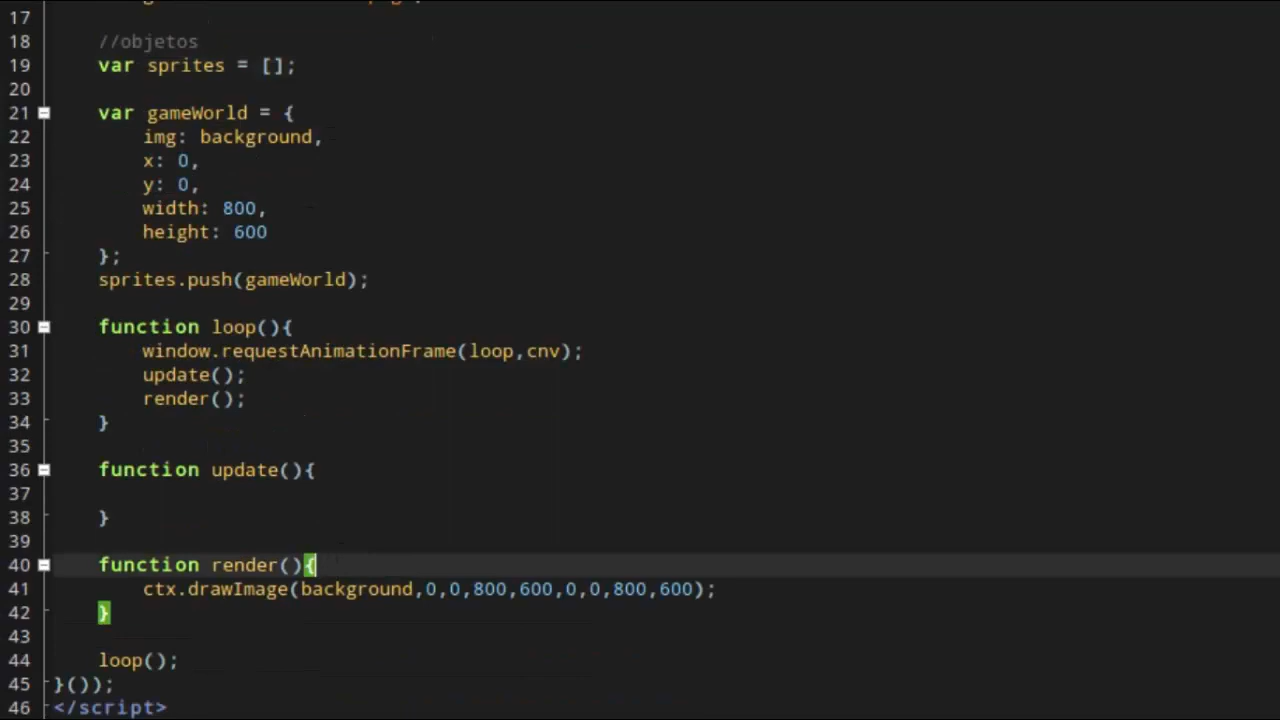 17
18 //objetos
19 var sprites = [];
20
21 var gameWorld = {
22 img: background,
23 x: 0,
24 y: 0,
25 width: 800,
26 height: 600
27 };
28 sprites.push(gameWorld);
29
30 function loop(){
31 window.requestAnimationFrame(loop,cnv);
32 update();
33 render();
34 }
35
36 function update(){
37
38 }
39
40 function render(){
41 ctx.drawImage(background,0,0,800,600,0,0,800,600);
42 }
43
44 loop();
45 }());
46 </script>